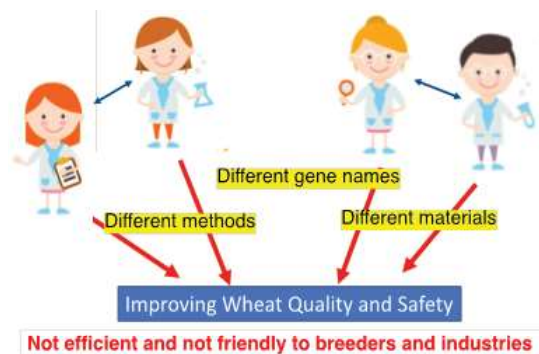 Different gene names
Different methods
Different materials
Improving Wheat Quality and Safety
Not efficient and not friendly to breeders and industries